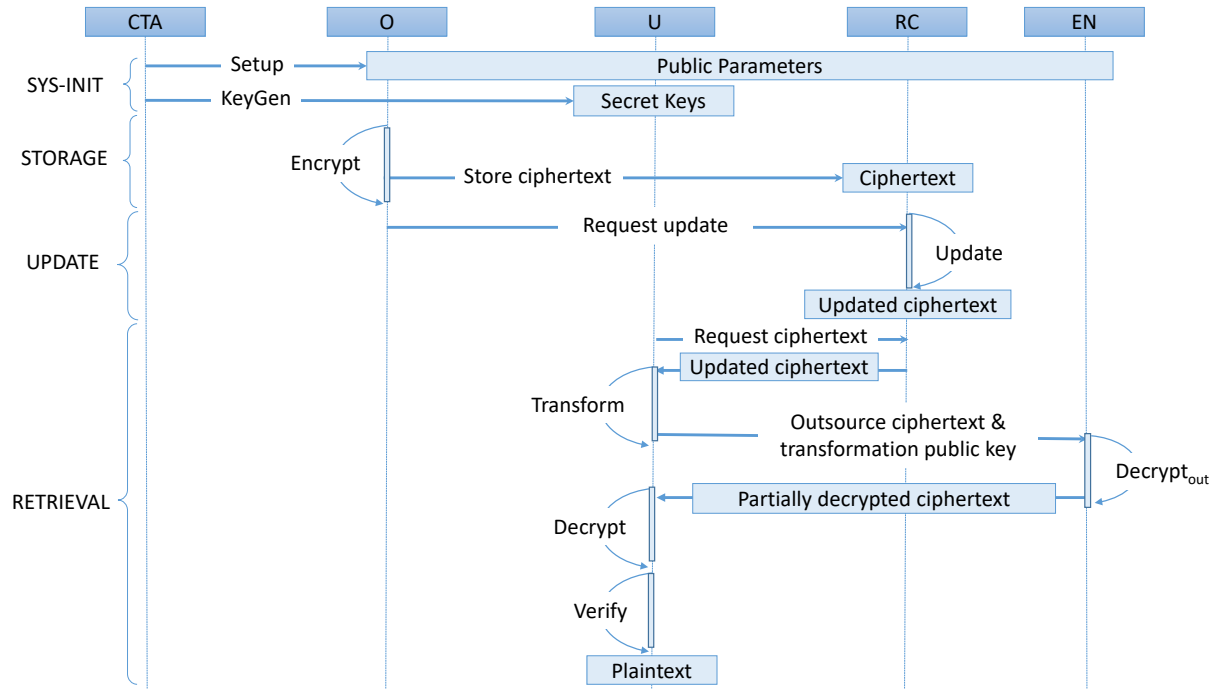 CTA O U RC EN
Setup
Public Parameters
SYS-INIT
KeyGen
Secret Keys
STORAGE
Encrypt
Store ciphertext
Ciphertext
Request update
UPDATE
Update
Updated ciphertext
Request ciphertext
Updated ciphertext
Transform
Outsource ciphertext &
transformation public key
Decrypt_out
RETRIEVAL
Partially decrypted ciphertext
Decrypt
Verify
Plaintext